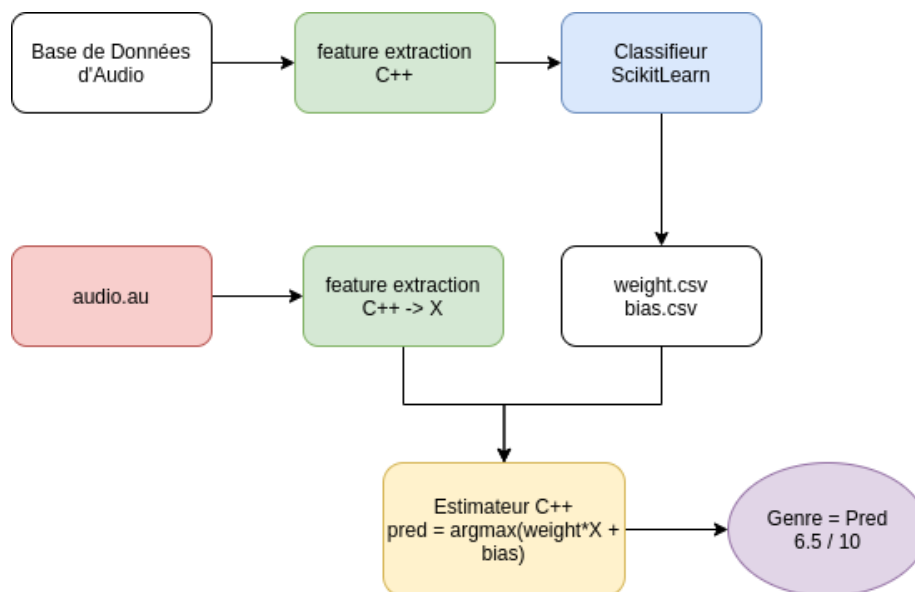 Base de Données
d'Audio
feature extraction
C++
Classifieur
ScikitLearn
audio.au
feature extraction
C++ -> X
weight.csv
bias.csv
Estimateur C++
pred = argmax(weight*X +
bias)
Genre = Pred
6.5 / 10